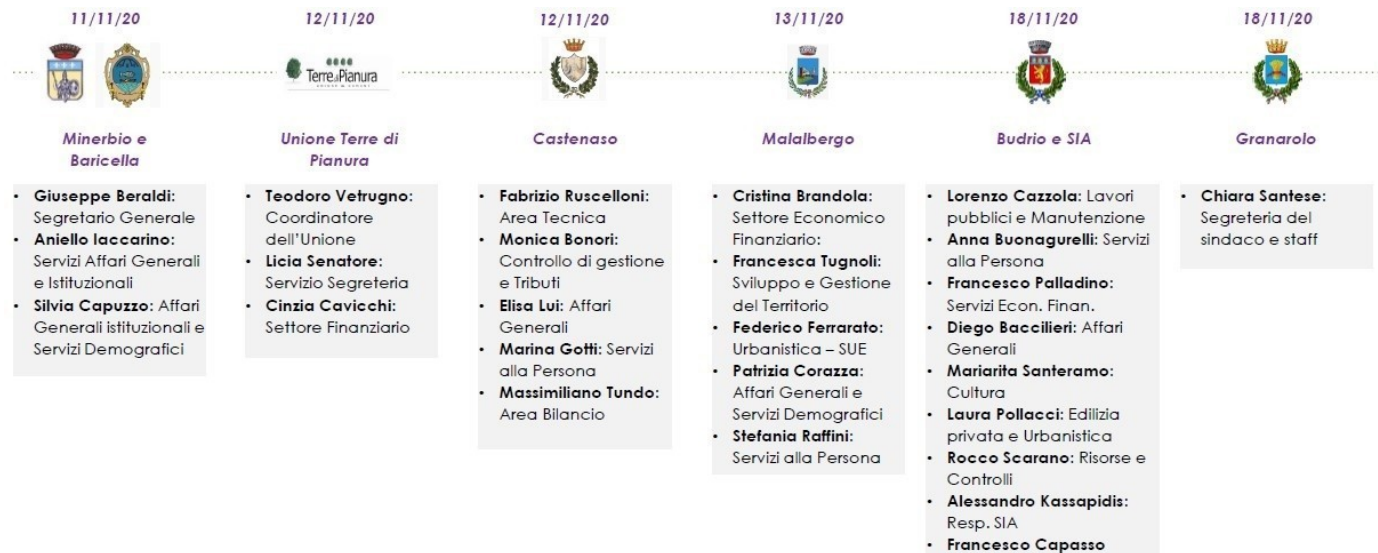 11/11/20
12/11/20
12/11/20
13/11/20
18/11/20
18/11/20
Terre di Pianura
UNIONE DI COMUNI
Minerbio e
Baricella
Unione Terre di
Pianura
Castenaso
Malalbergo
Budrio e SIA
Granarolo
• Giuseppe Beraldi:
Segretario Generale
• Aniello Iaccarino:
Servizi Affari Generali
e Istituzionali
• Silvia Capuzzo: Affari
Generali istituzionali e
Servizi Demografici
• Teodoro Vetrugno:
Coordinatore
dell'Unione
• Licia Senatore:
Servizio Segreteria
• Cinzia Cavicchi:
Settore Finanziario
• Fabrizio Ruscelloni:
Area Tecnica
• Monica Bonori:
Controllo di gestione
e Tributi
• Elisa Lui: Affari
Generali
• Marina Gotti: Servizi
alla Persona
• Massimiliano Tundo:
Area Bilancio
• Cristina Brandola:
Settore Economico
Finanziario:
• Francesca Tugnoli:
Sviluppo e Gestione
del Territorio
• Federico Ferrarato:
Urbanistica – SUE
• Patrizia Corazza:
Affari Generali e
Servizi Demografici
• Stefania Raffini:
Servizi alla Persona
• Lorenzo Cazzola: Lavori
pubblici e Manutenzione
• Anna Buonagurelli: Servizi
alla Persona
• Francesco Palladino:
Servizi Econ. Finan.
• Diego Baccilieri: Affari
Generali
• Mariarita Santeramo:
Cultura
• Laura Pollacci: Edilizia
privata e Urbanistica
• Rocco Scarano: Risorse e
Controlli
• Alessandro Kassapidis:
Resp. SIA
• Francesco Capasso
• Chiara Santese:
Segreteria del
sindaco e staff